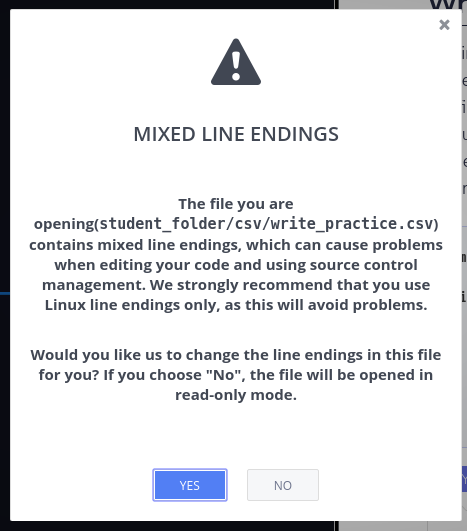 Wr
×
MIXED LINE ENDINGS
The file you are
opening(student_folder/csv/write_practice.csv)
contains mixed line endings, which can cause problems
when editing your code and using source control
management. We strongly recommend that you use
Linux line endings only, as this will avoid problems.
Would you like us to change the line endings in this file
for you? If you choose "No", the file will be opened in
read-only mode.
YES
NO